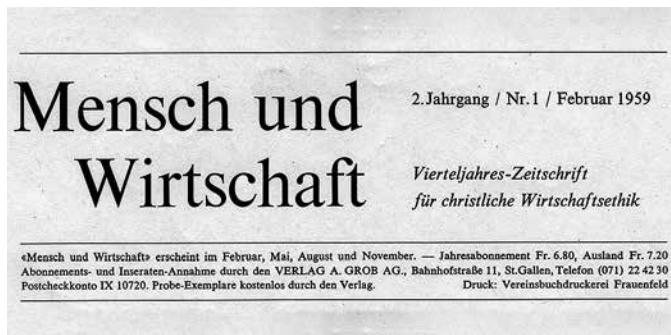 Mensch und
Wirtschaft
2. Jahrgang / Nr. 1 / Februar 1959
Vierteljahres-Zeitschrift
für christliche Wirtschaftsethik
«Mensch und Wirtschaft» erscheint im Februar, Mai, August und November. — Jahresabonnement Fr. 6.80, Ausland Fr. 7.20
Abonnements- und Inseraten-Annahme durch den VERLAG A. GROB AG., Bahnhofstraße 11, St. Gallen, Telefon (071) 22 42 30
Postcheckkonto IX 10720. Probe-Exemplare kostenlos durch den Verlag. Druck: Vereinsbuchdruckerei Frauenfeld